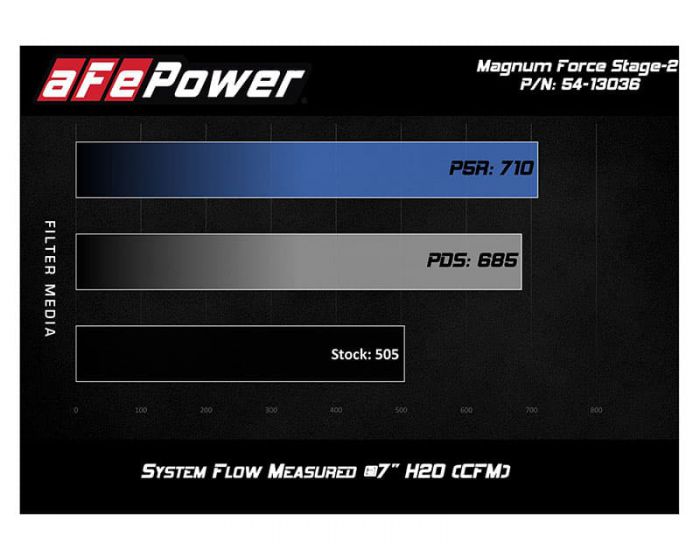 aFePower
Magnum Force Stage-2
P/N: 54-13036
P5R: 710
PDS: 685
Stock: 505
FILTER MEDIA
0 100 200 300 400 500 600 700 800
SYSTEM FLOW MEASURED @7" H2O (CFM)